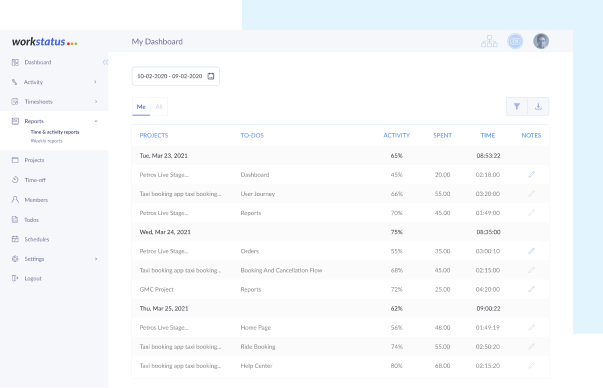 workstatus
My Dashboard
Dashboard
Activity
Timesheets
Reports
Time & activity reports
Weekly reports
Projects
Time-off
Members
Todos
Schedules
Settings
Logout
10-02-2020 - 09-02-2020
Me All
PROJECTS TO-DOS ACTIVITY SPENT TIME NOTES
Tue, Mar 23, 2021 65% 08:53:22
Petros Live Stage... Dashboard 45% 20.00 02:18:00
Taxi booking app taxi booking... User Journey 66% 55.00 03:20:00
Petros Live Stage... Reports 70% 45.00 01:49:00
Wed, Mar 24, 2021 75% 08:35:00
Petros Live Stage... Orders 55% 35.00 03:00:10
Taxi booking app taxi booking... Booking And Cancellation Flow 68% 45.00 02:15:00
GMC Project Reports 72% 25.00 04:20:00
Thu, Mar 25, 2021 62% 09:00:22
Petros Live Stage... Home Page 56% 48.00 01:49:19
Taxi booking app taxi booking... Ride Booking 74% 55.00 02:50:20
Taxi booking app taxi booking... Help Center 80% 68.00 02:15:20